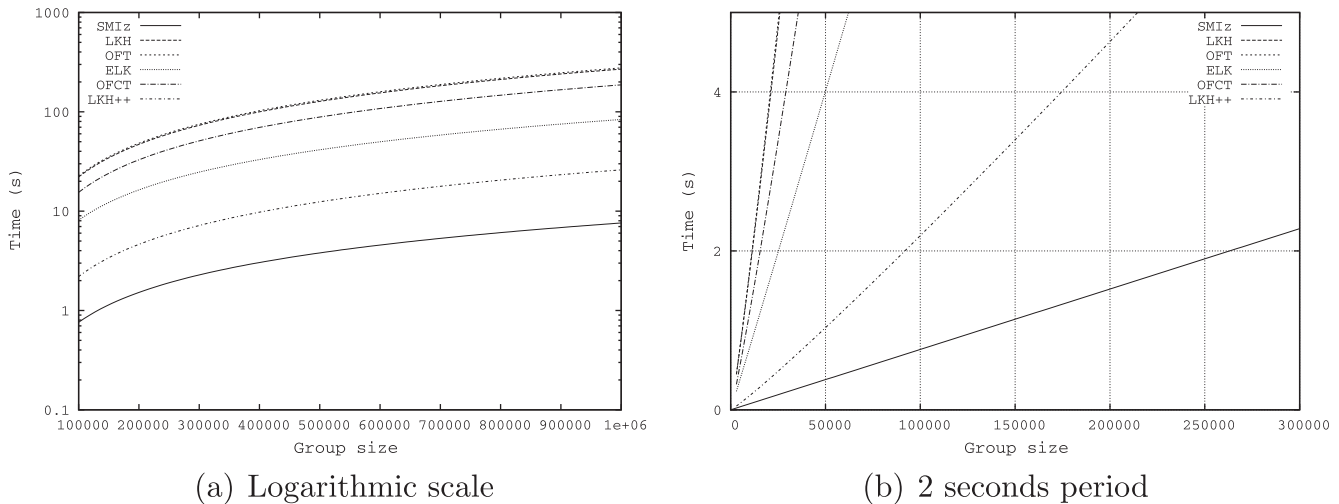 1000
100
10
1
0.1
Time (s)
SMIz
LKH
OFT
ELK
OFCT
LKH++
100000 200000 300000 400000 500000 600000 700000 800000 900000 1e+06
Group size
(a) Logarithmic scale
4
2
0
Time (s)
SMIz
LKH
OFT
ELK
OFCT
LKH++
0 50000 100000 150000 200000 250000 300000
Group size
(b) 2 seconds period